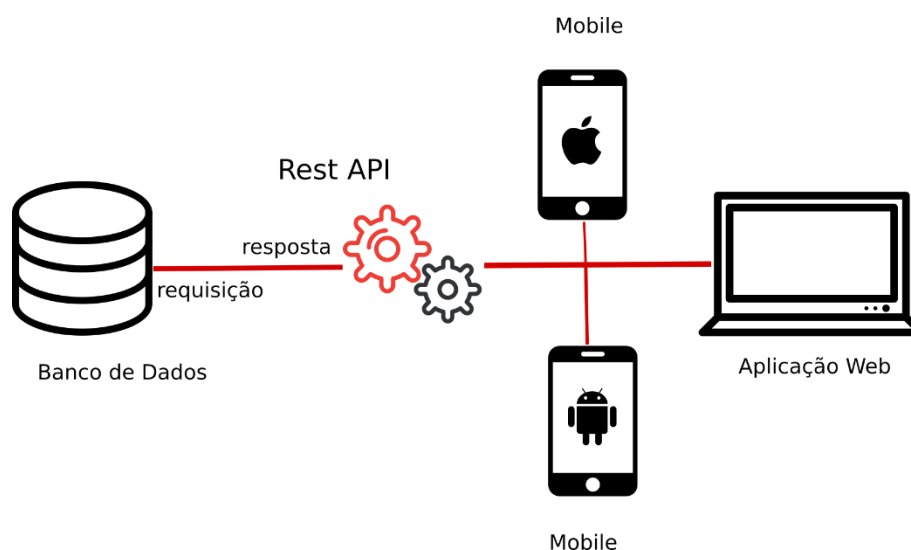 Mobile
Rest API
resposta
requisição
Banco de Dados
Aplicação Web
Mobile